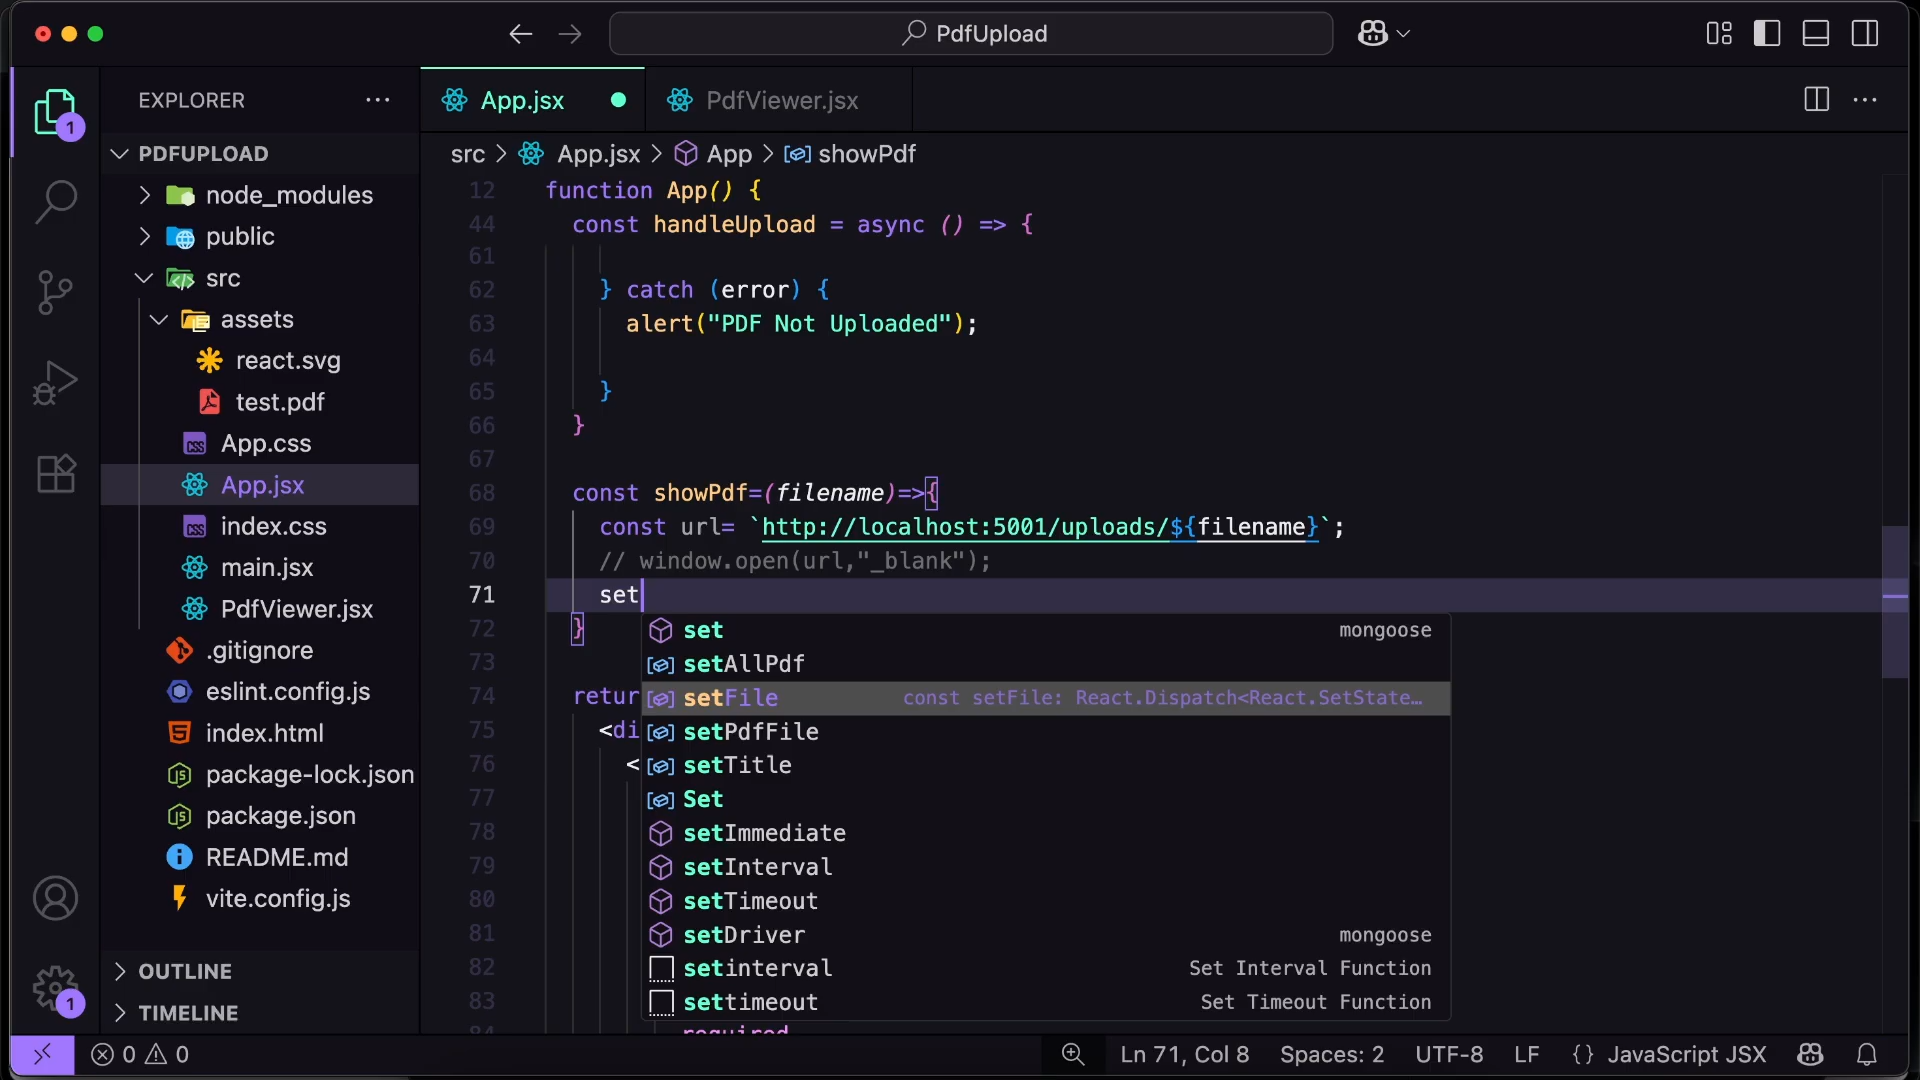 PdfUpload
EXPLORER
App.jsx
PdfViewer.jsx
1
PDFUPLOAD
src > App.jsx > App > showPdf
node_modules
public
src
assets
react.svg
test.pdf
App.css
App.jsx
index.css
main.jsx
PdfViewer.jsx
.gitignore
eslint.config.js
index.html
package-lock.json
package.json
README.md
vite.config.js
OUTLINE
TIMELINE
1
12 function App() {
44 const handleUpload = async () => {
61
62 } catch (error) {
63 alert("PDF Not Uploaded");
64
65 }
66 }
67
68 const showPdf=(filename)=>{
69 const url= `http://localhost:5001/uploads/${filename}`;
70 // window.open(url,"_blank");
71 set
72 }
73
74 retur
75 <di
76 <
77
78
79
80
81
82
83
84 required
set mongoose
setAllPdf
setFile const setFile: React.Dispatch<React.SetState…
setPdfFile
setTitle
Set
setImmediate
setInterval
setTimeout
setDriver mongoose
setinterval Set Interval Function
settimeout Set Timeout Function
0 0
Ln 71, Col 8 Spaces: 2 UTF-8 LF {} JavaScript JSX